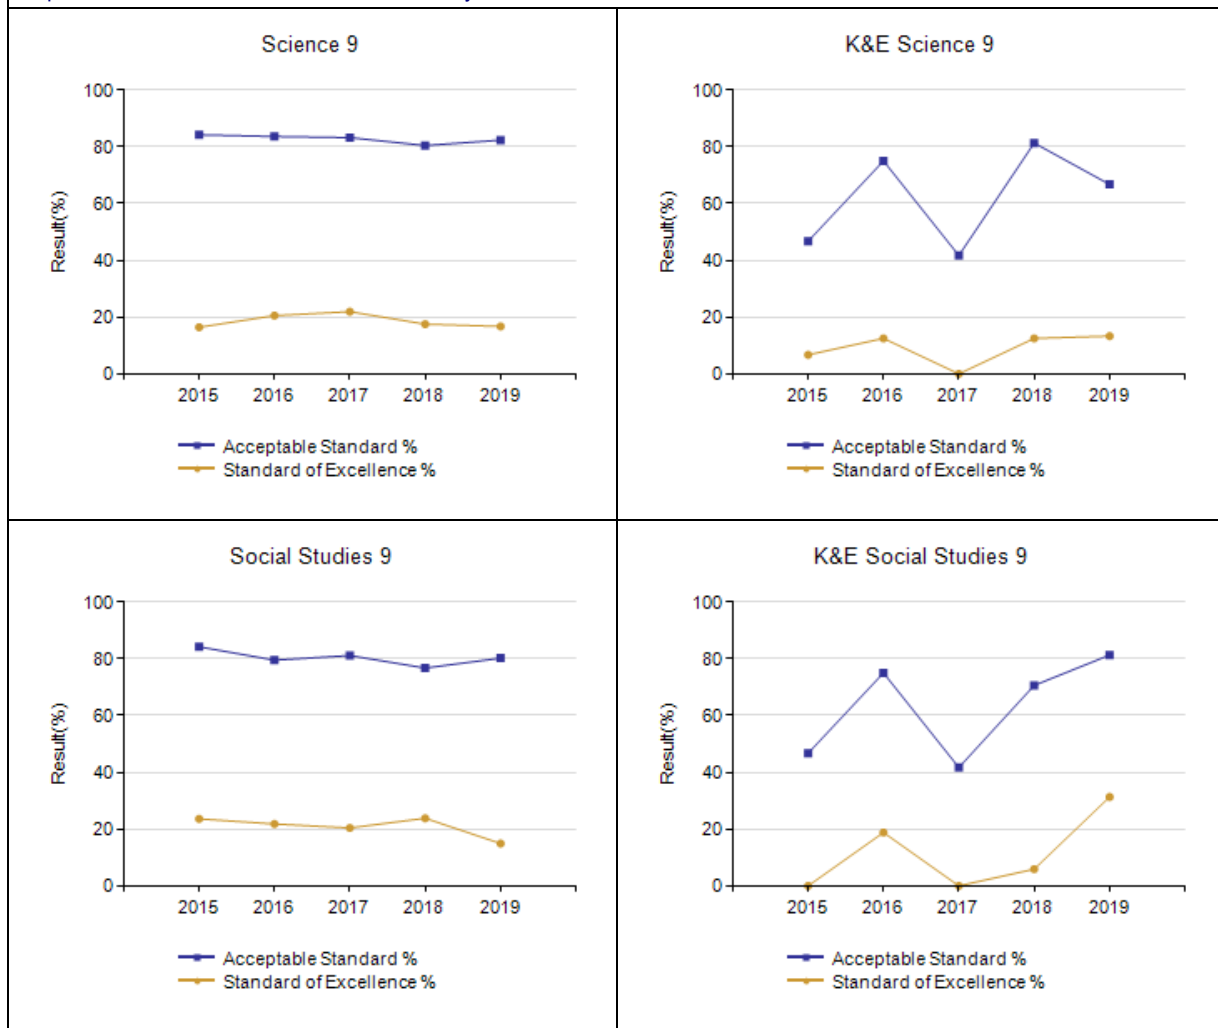 Science 9
100
80
60
40
20
0
Result(%)
2015 2016 2017 2018 2019
Acceptable Standard %
Standard of Excellence %
K&E Science 9
100
80
60
40
20
0
Result(%)
2015 2016 2017 2018 2019
Acceptable Standard %
Standard of Excellence %
Social Studies 9
100
80
60
40
20
0
Result(%)
2015 2016 2017 2018 2019
Acceptable Standard %
Standard of Excellence %
K&E Social Studies 9
100
80
60
40
20
0
Result(%)
2015 2016 2017 2018 2019
Acceptable Standard %
Standard of Excellence %